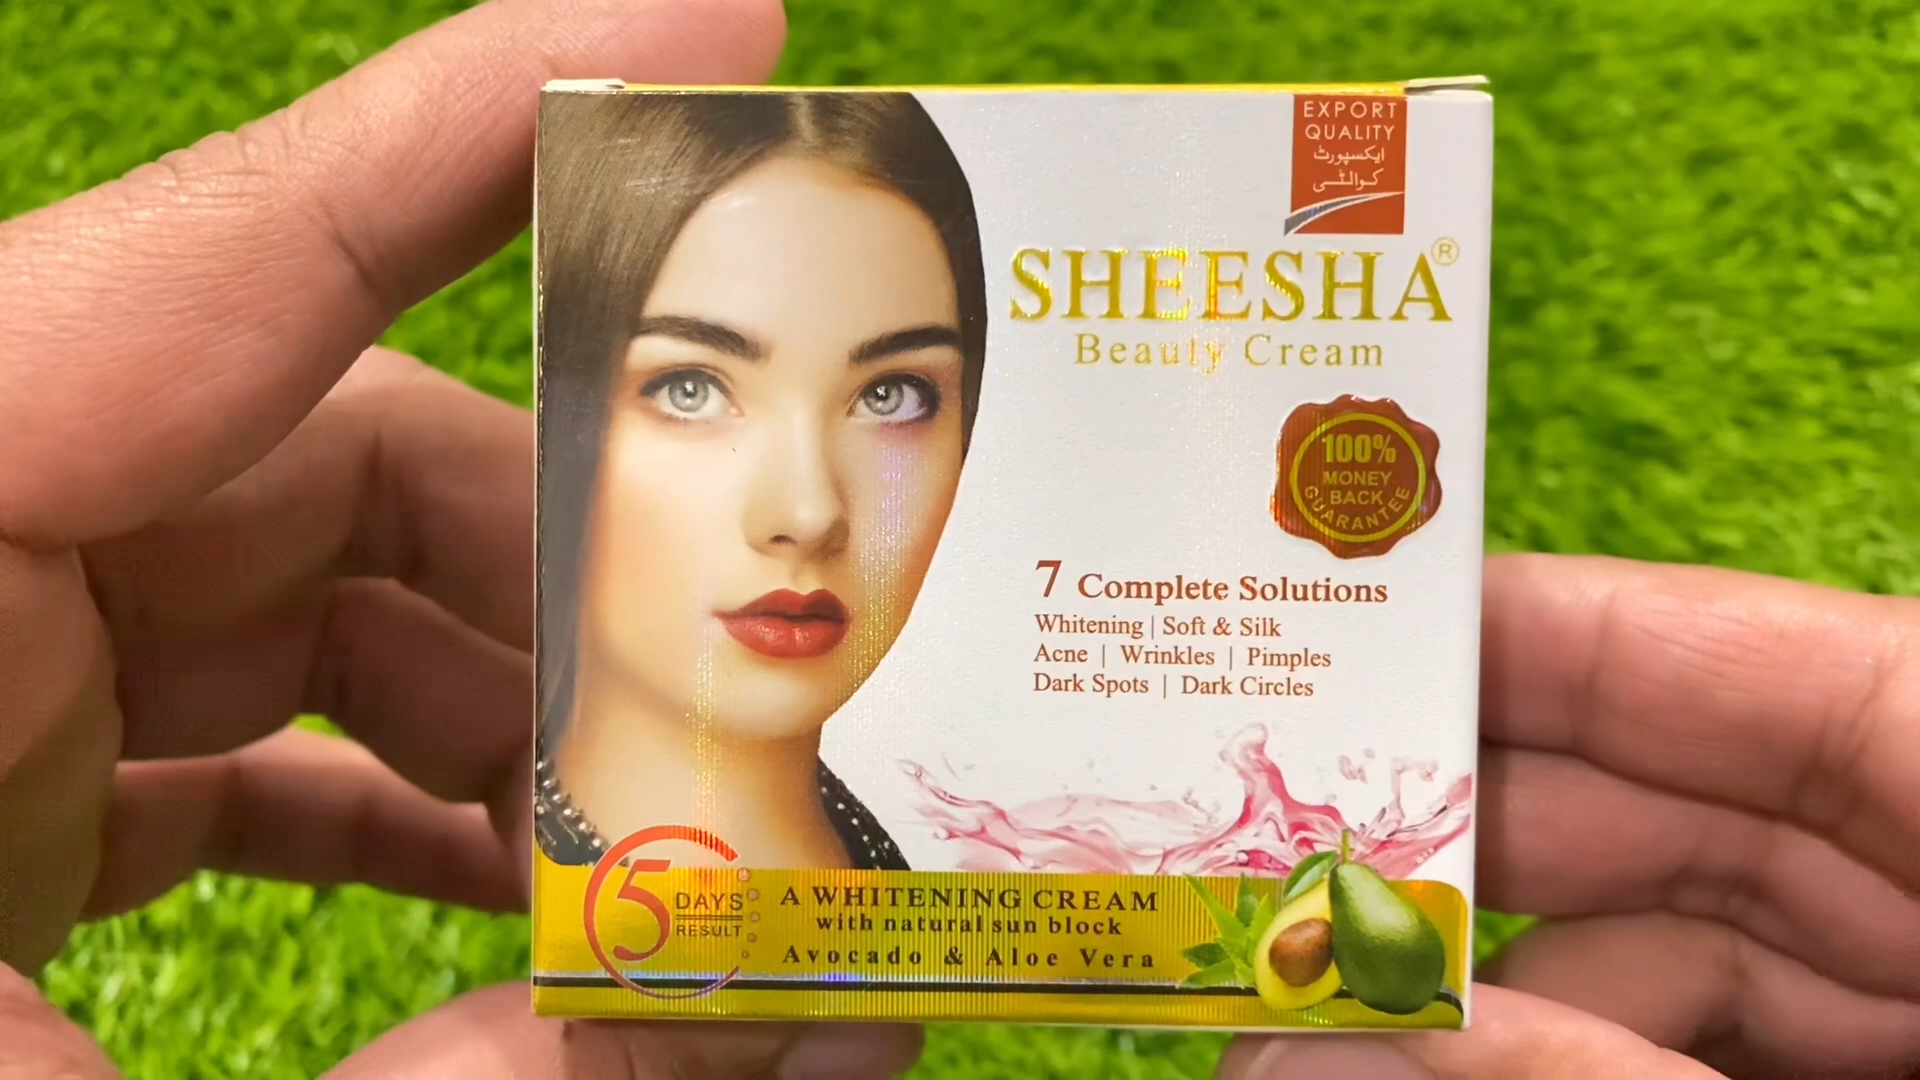 EXPORT
QUALITY
ایکسپورٹ
کوالٹی
SHEESHA®
Beauty Cream
100%
MONEY
BACK
GUARANTEE
7 Complete Solutions
Whitening | Soft & Silk
Acne | Wrinkles | Pimples
Dark Spots | Dark Circles
5 DAYS
RESULT
A WHITENING CREAM
with natural sun block
Avocado & Aloe Vera